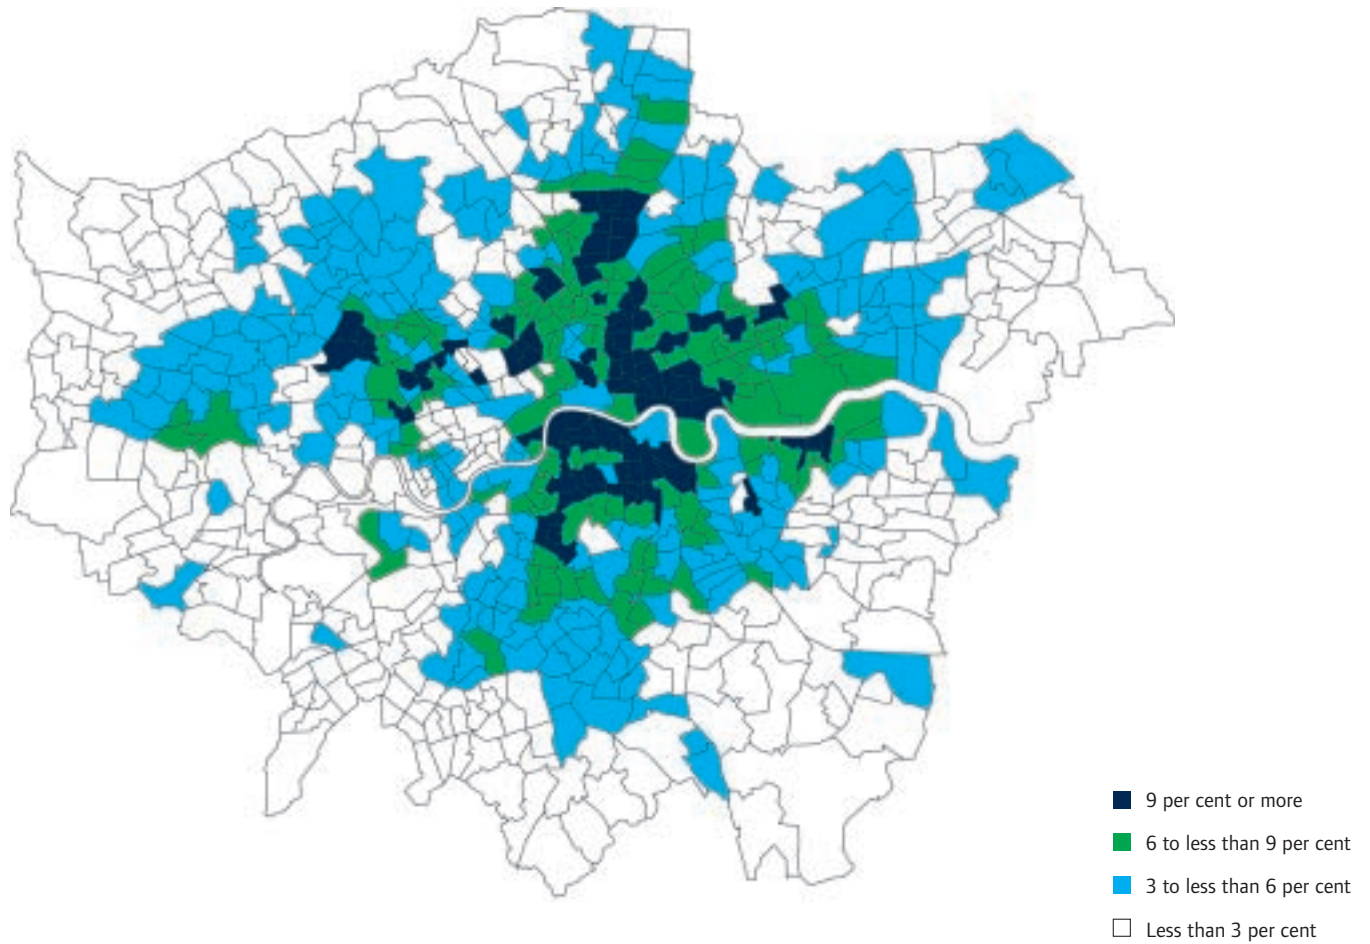 9 per cent or more
6 to less than 9 per cent
3 to less than 6 per cent
Less than 3 per cent